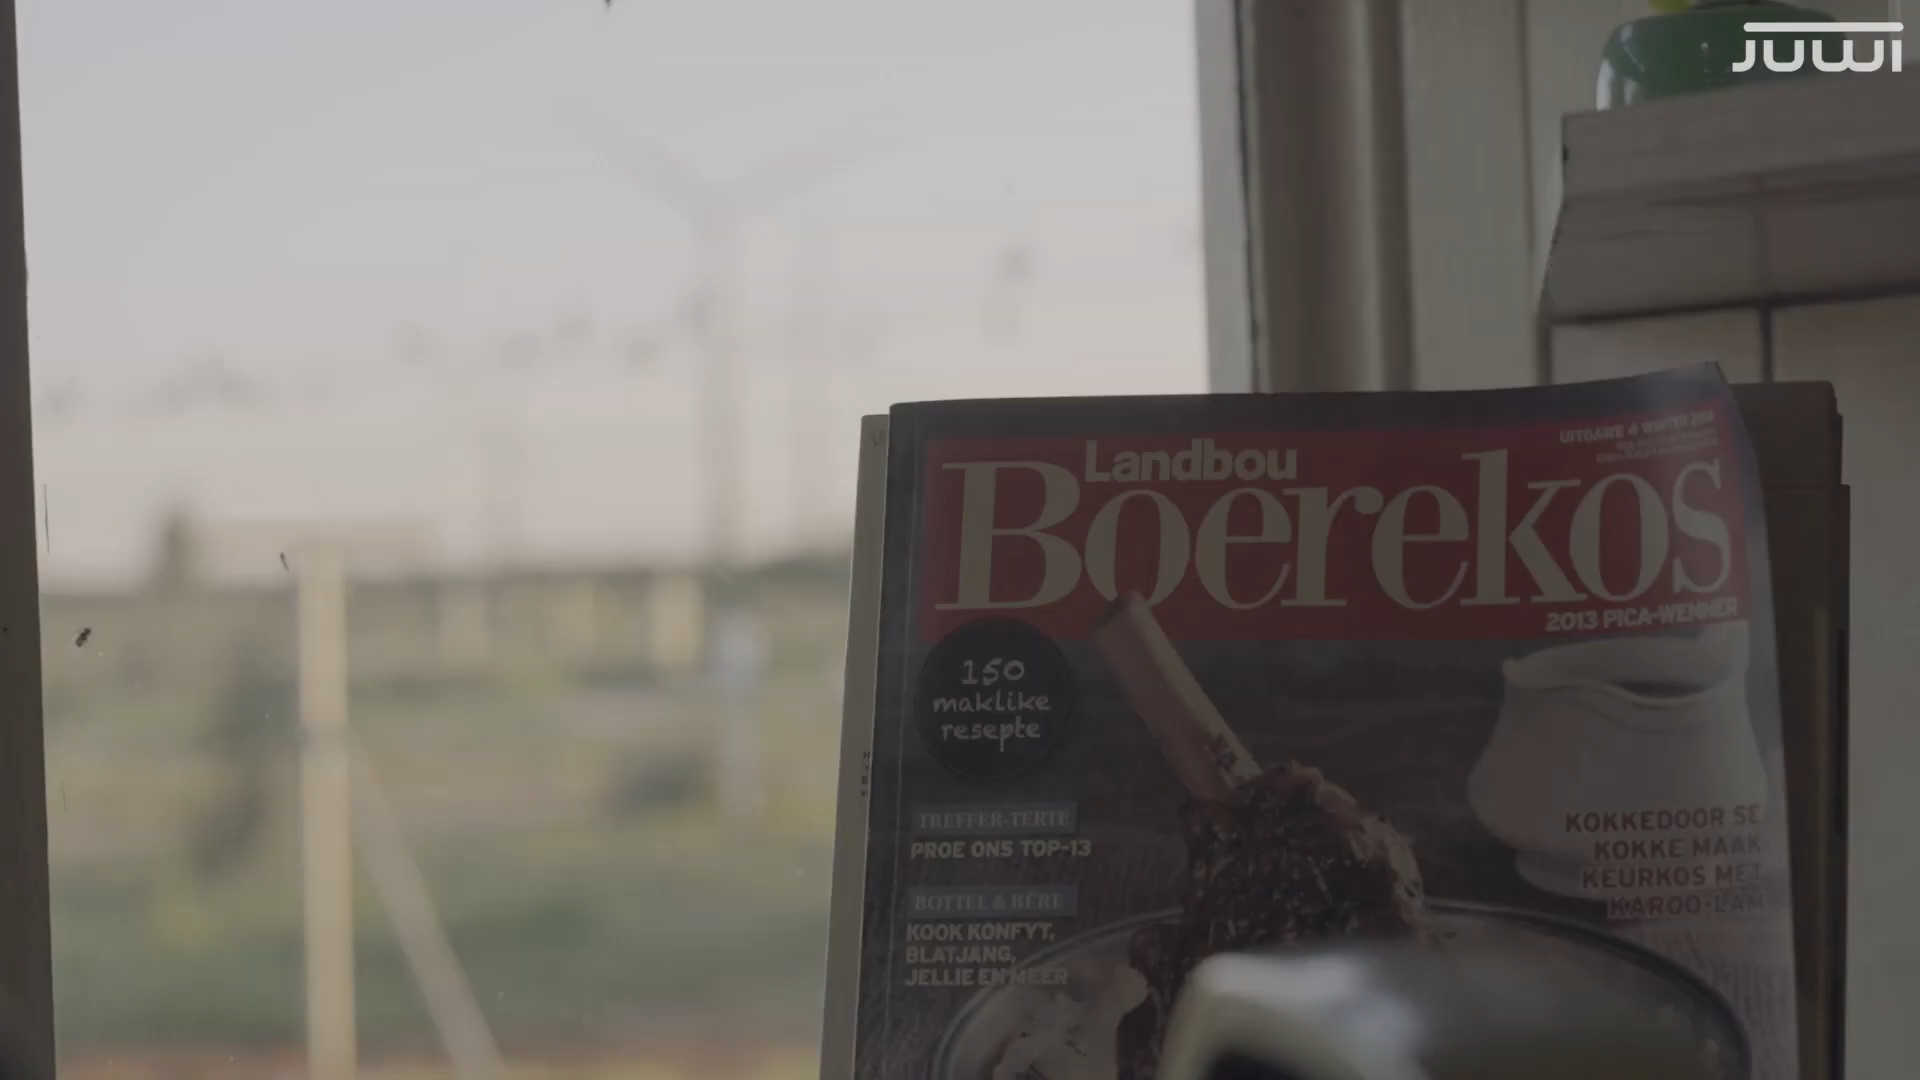 JUWI
UITGAWE 4 WINTER
Landbou
Boerekos
2013 PICA-WENNER
150
maklike
resepte
TREFFER-TERTE
PROE ONS TOP-13
BOTTEL & BÊRE
KOOK KONFYT,
BLATJANG,
JELLIE EN MEER
KOKKEDOOR SE
KOKKE MAAK
KEURKOS MET
KAROO-LAM